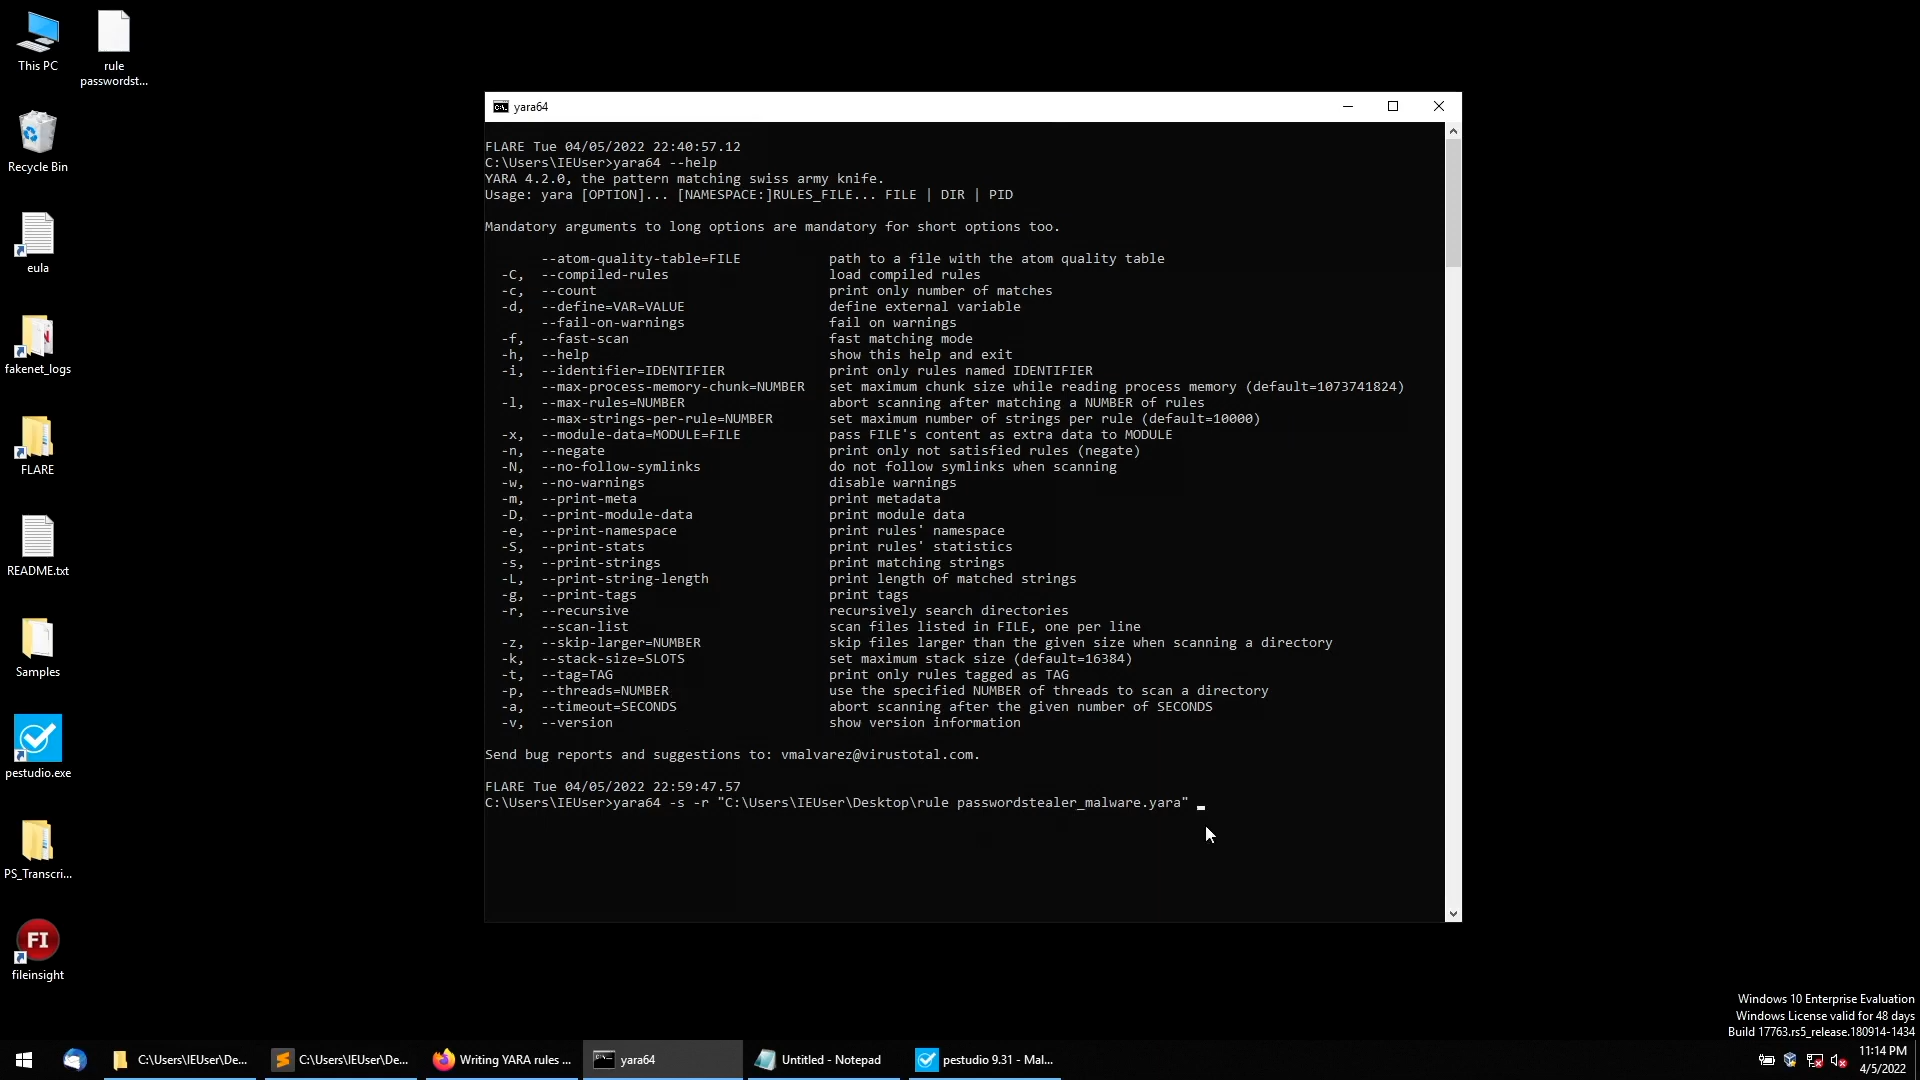 This PC
rule
passwordst...
Recycle Bin
eula
fakenet_logs
FLARE
README.txt
Samples
pestudio.exe
PS_Transcri...
FI
fileinsight
yara64
FLARE Tue 04/05/2022 22:40:57.12
C:\Users\IEUser>yara64 --help
YARA 4.2.0, the pattern matching swiss army knife.
Usage: yara [OPTION]... [NAMESPACE:]RULES_FILE... FILE | DIR | PID
Mandatory arguments to long options are mandatory for short options too.
--atom-quality-table=FILE path to a file with the atom quality table
-C, --compiled-rules load compiled rules
-c, --count print only number of matches
-d, --define=VAR=VALUE define external variable
--fail-on-warnings fail on warnings
-f, --fast-scan fast matching mode
-h, --help show this help and exit
-i, --identifier=IDENTIFIER print only rules named IDENTIFIER
--max-process-memory-chunk=NUMBER set maximum chunk size while reading process memory (default=1073741824)
-l, --max-rules=NUMBER abort scanning after matching a NUMBER of rules
--max-strings-per-rule=NUMBER set maximum number of strings per rule (default=10000)
-x, --module-data=MODULE=FILE pass FILE's content as extra data to MODULE
-n, --negate print only not satisfied rules (negate)
-N, --no-follow-symlinks do not follow symlinks when scanning
-w, --no-warnings disable warnings
-m, --print-meta print metadata
-D, --print-module-data print module data
-e, --print-namespace print rules' namespace
-S, --print-stats print rules' statistics
-s, --print-strings print matching strings
-L, --print-string-length print length of matched strings
-g, --print-tags print tags
-r, --recursive recursively search directories
--scan-list scan files listed in FILE, one per line
-z, --skip-larger=NUMBER skip files larger than the given size when scanning a directory
-k, --stack-size=SLOTS set maximum stack size (default=16384)
-t, --tag=TAG print only rules tagged as TAG
-p, --threads=NUMBER use the specified NUMBER of threads to scan a directory
-a, --timeout=SECONDS abort scanning after the given number of SECONDS
-v, --version show version information
Send bug reports and suggestions to: vmalvarez@virustotal.com.
FLARE Tue 04/05/2022 22:59:47.57
C:\Users\IEUser>yara64 -s -r "C:\Users\IEUser\Desktop\rule passwordstealer_malware.yara"
Windows 10 Enterprise Evaluation
Windows License valid for 48 days
Build 17763.rs5_release.180914-1434
C:\Users\IEUser\De...
C:\Users\IEUser\De...
Writing YARA rules ...
yara64
Untitled - Notepad
pestudio 9.31 - Mal...
11:14 PM
4/5/2022